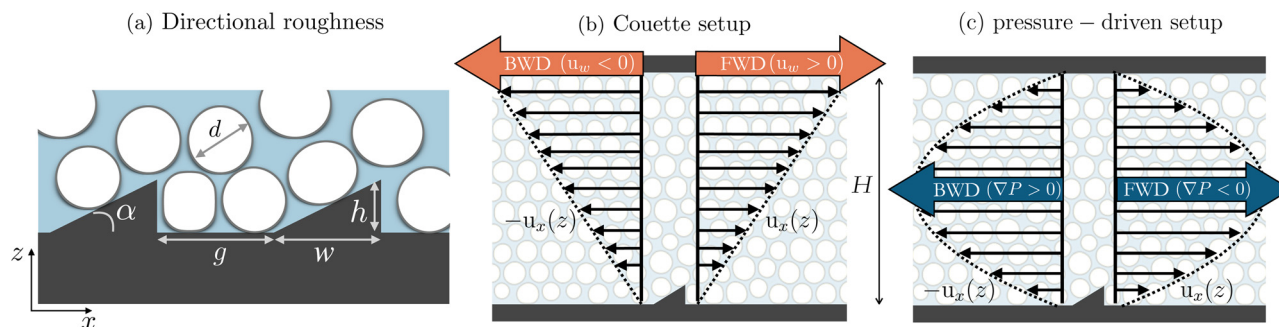 (a) Directional roughness
d
α
h
g
w
z
x
(b) Couette setup
BWD (u_w < 0)
FWD (u_w > 0)
−u_x(z)
u_x(z)
H
(c) pressure − driven setup
BWD (∇P > 0)
FWD (∇P < 0)
−u_x(z)
u_x(z)